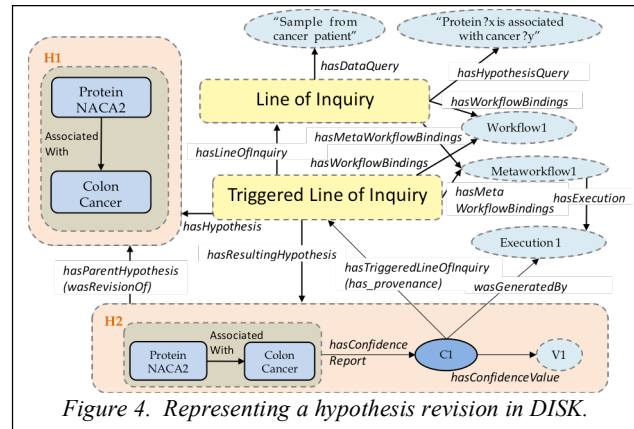 H1
Protein
NACA2
Associated
With
Colon
Cancer
“Sample from
cancer patient”
“Protein ?x is associated
with cancer ?y”
hasDataQuery
hasHypothesisQuery
Line of Inquiry
hasWorkflowBindings
hasMetaWorkflowBindings
Workflow1
hasLineOfInquiry
hasWorkflowBindings
Metaworkflow1
Triggered Line of Inquiry
hasMeta
WorkflowBindings
hasExecution
hasHypothesis
hasResultingHypothesis
Execution1
hasParentHypothesis
(wasRevisionOf)
hasTriggeredLineOfInquiry
(has_provenance)
wasGeneratedBy
H2
Associated
With
Protein
NACA2
Colon
Cancer
hasConfidence
Report
C1
V1
hasConfidenceValue
Figure 4. Representing a hypothesis revision in DISK.